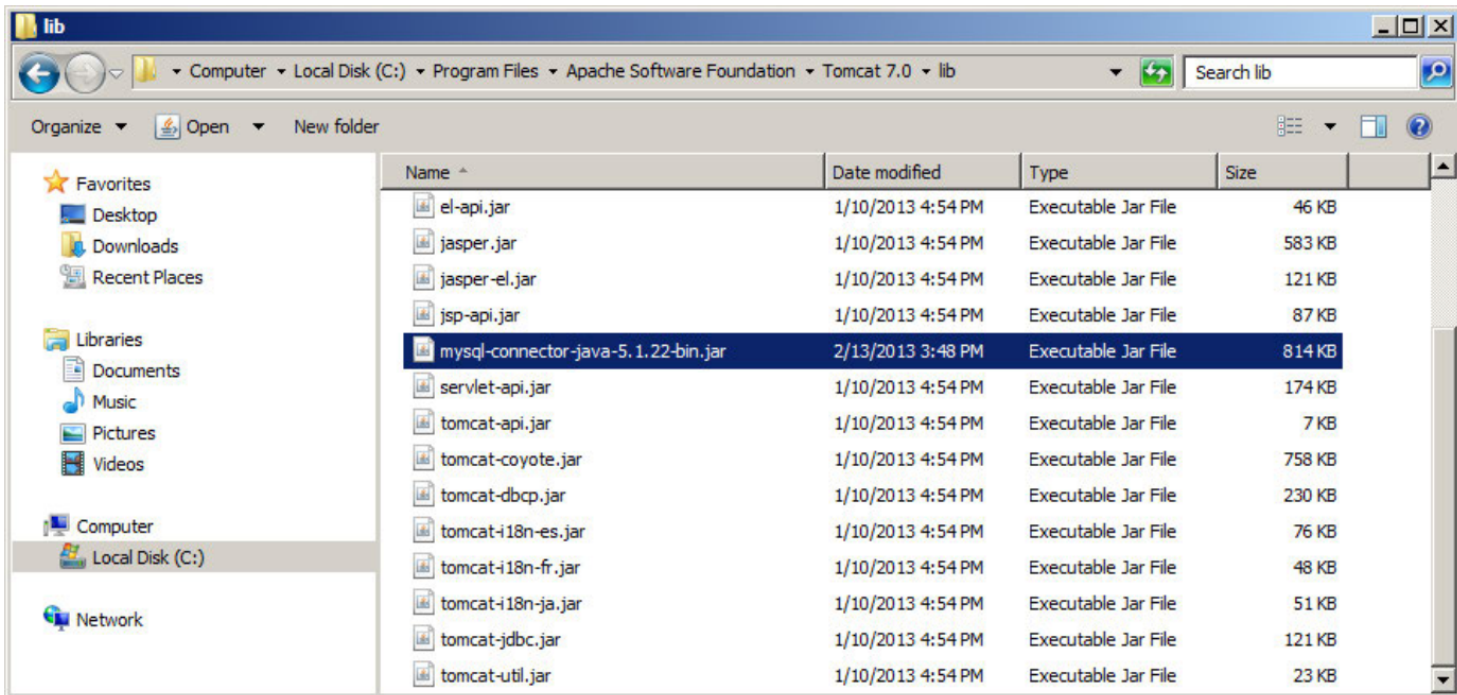 lib
Computer Local Disk (C:) Program Files Apache Software Foundation Tomcat 7.0 lib Search lib
Organize Open New folder
Favorites
Desktop
Downloads
Recent Places
Libraries
Documents
Music
Pictures
Videos
Computer
Local Disk (C:)
Network
Name Date modified Type Size
el-api.jar 1/10/2013 4:54 PM Executable Jar File 46 KB
jasper.jar 1/10/2013 4:54 PM Executable Jar File 583 KB
jasper-el.jar 1/10/2013 4:54 PM Executable Jar File 121 KB
jsp-api.jar 1/10/2013 4:54 PM Executable Jar File 87 KB
mysql-connector-java-5.1.22-bin.jar 2/13/2013 3:48 PM Executable Jar File 814 KB
servlet-api.jar 1/10/2013 4:54 PM Executable Jar File 174 KB
tomcat-api.jar 1/10/2013 4:54 PM Executable Jar File 7 KB
tomcat-coyote.jar 1/10/2013 4:54 PM Executable Jar File 758 KB
tomcat-dbcp.jar 1/10/2013 4:54 PM Executable Jar File 230 KB
tomcat-i18n-es.jar 1/10/2013 4:54 PM Executable Jar File 76 KB
tomcat-i18n-fr.jar 1/10/2013 4:54 PM Executable Jar File 48 KB
tomcat-i18n-ja.jar 1/10/2013 4:54 PM Executable Jar File 51 KB
tomcat-jdbc.jar 1/10/2013 4:54 PM Executable Jar File 121 KB
tomcat-util.jar 1/10/2013 4:54 PM Executable Jar File 23 KB